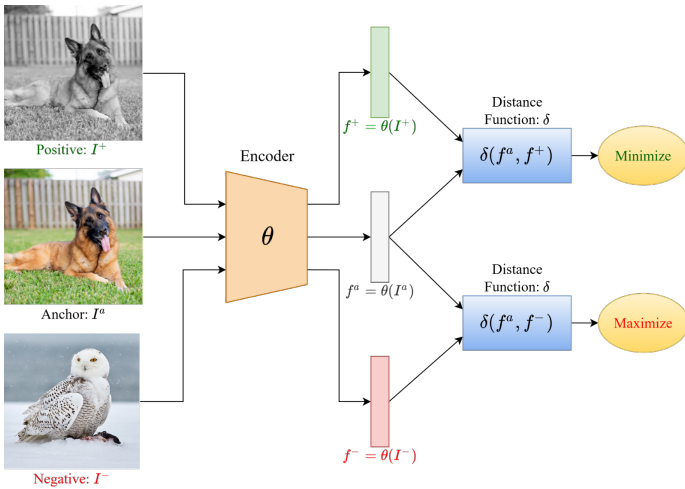 Positive: I⁺
Anchor: Iᵃ
Negative: I⁻
Encoder
θ
f⁺ = θ(I⁺)
fᵃ = θ(Iᵃ)
f⁻ = θ(I⁻)
Distance
Function: δ
δ(fᵃ, f⁺)
Minimize
Distance
Function: δ
δ(fᵃ, f⁻)
Maximize